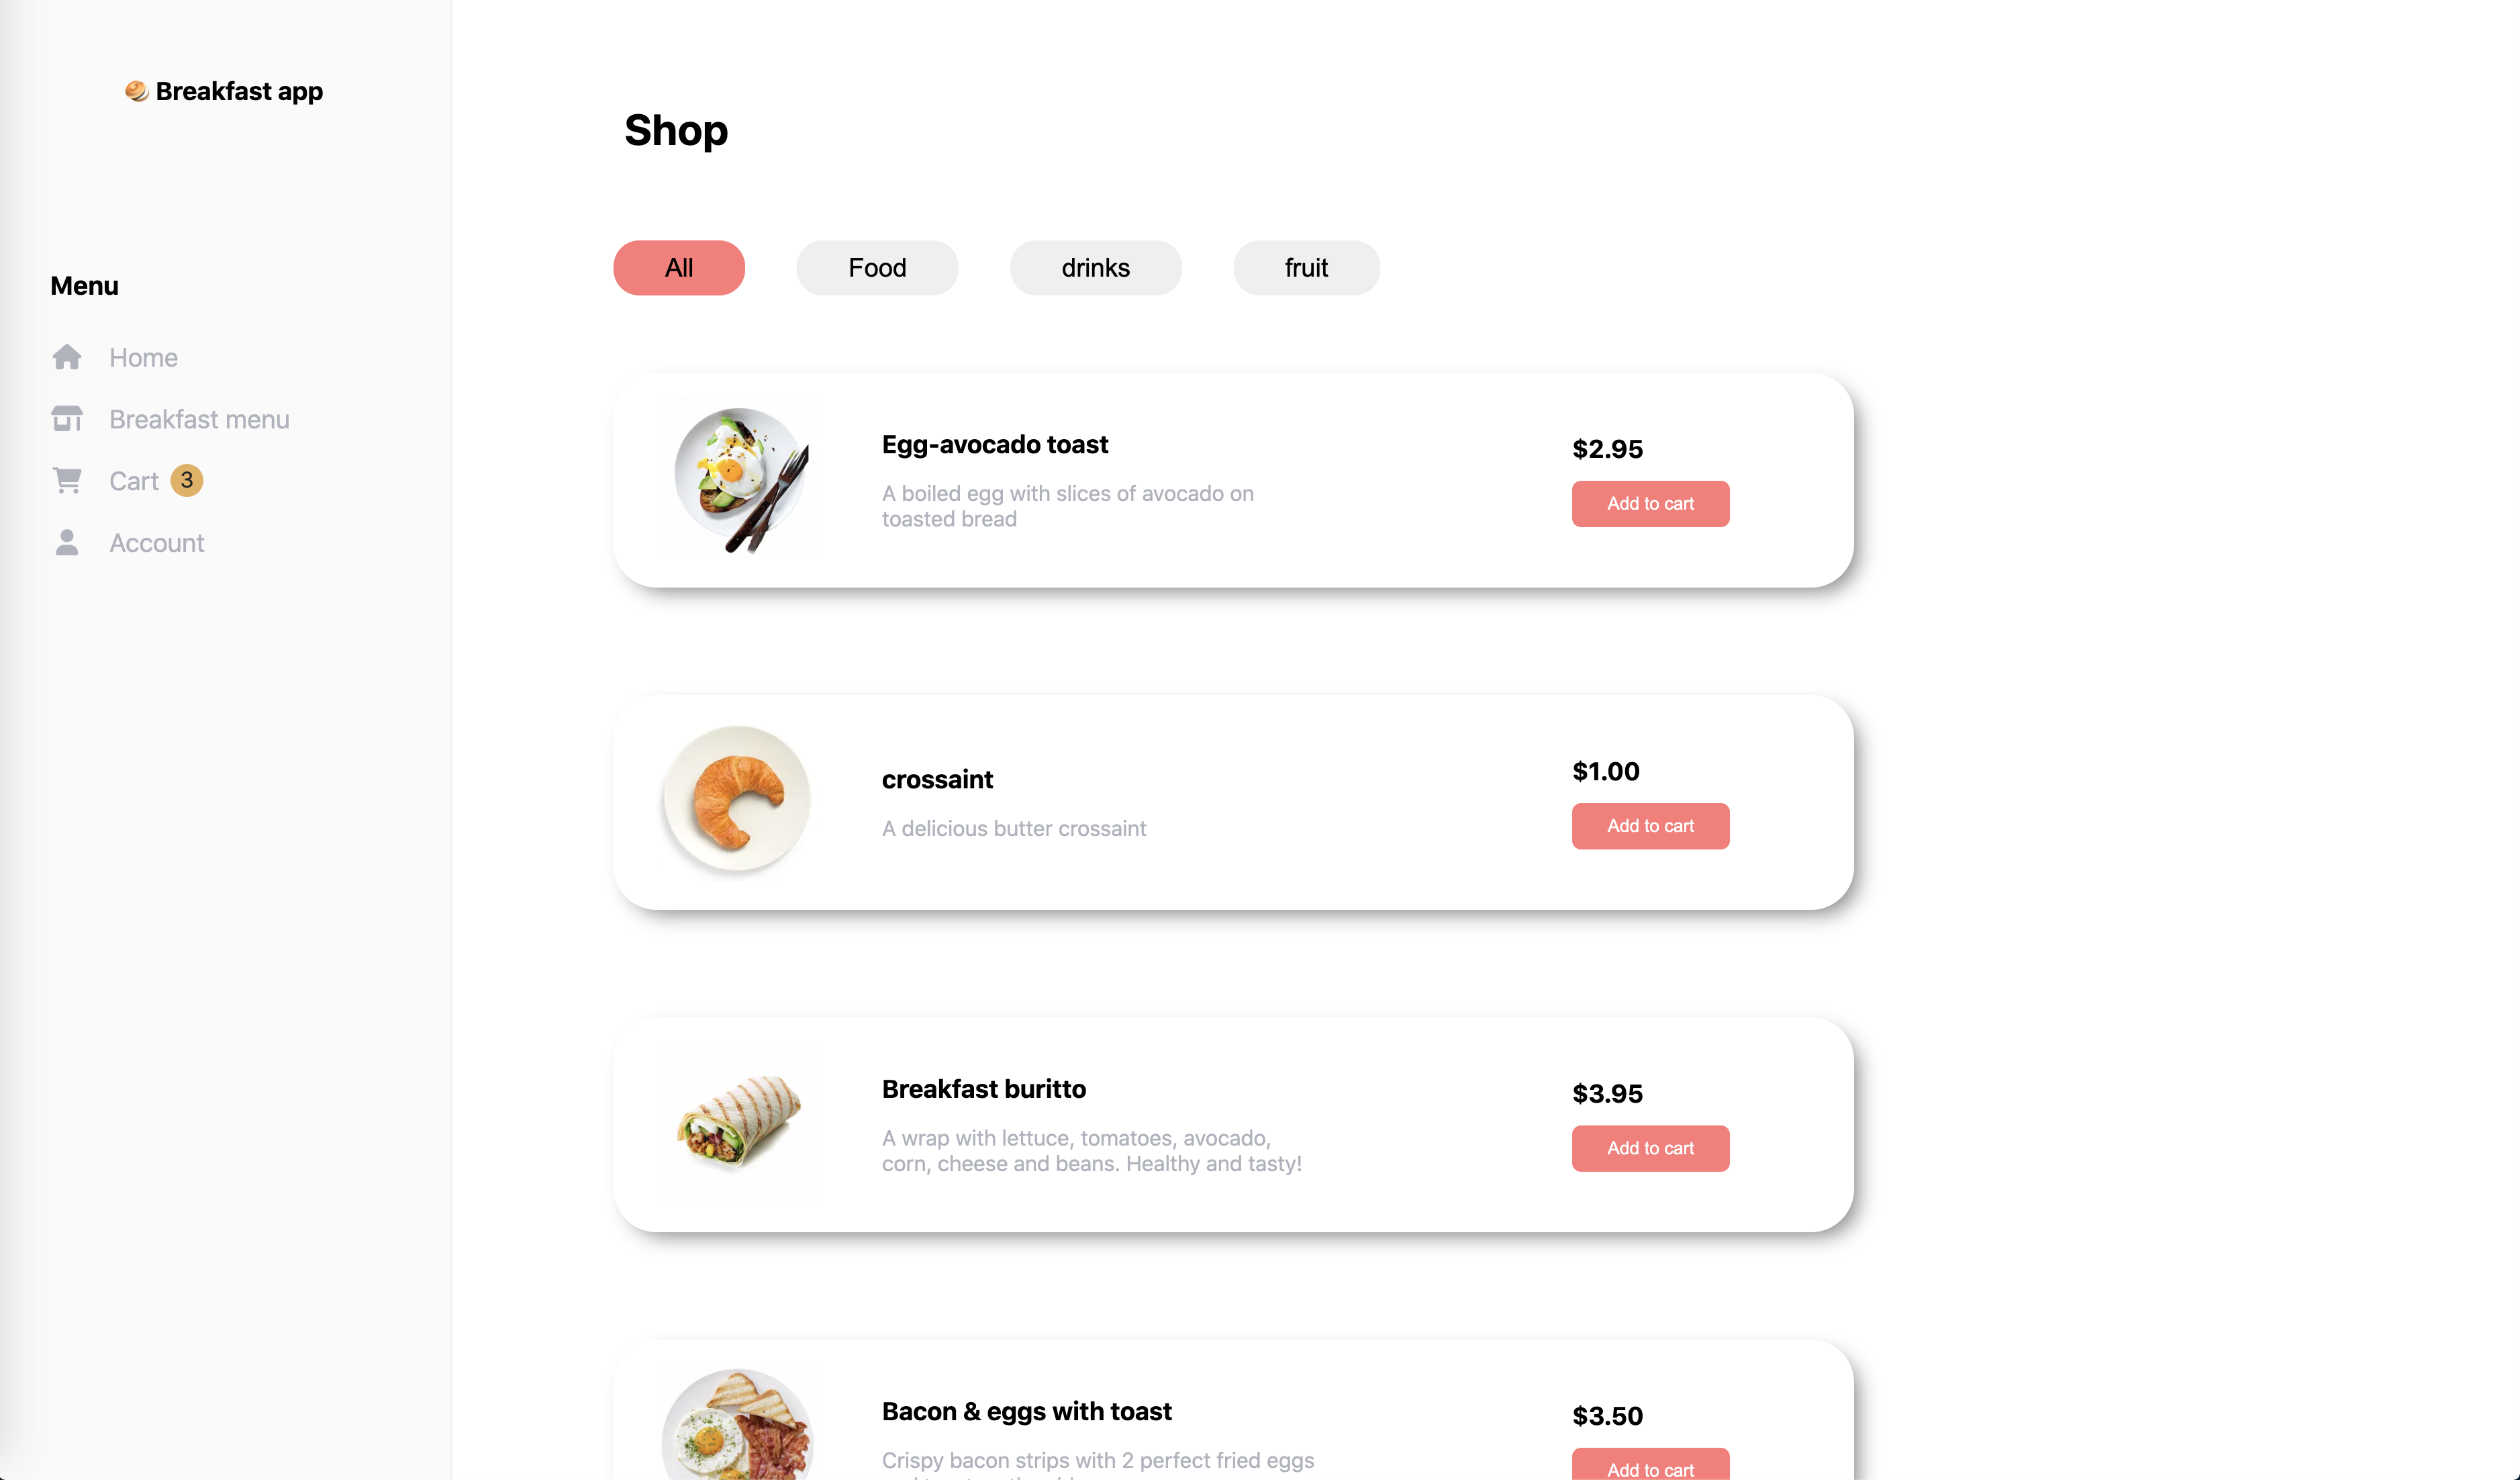 Breakfast app
Menu
Home
Breakfast menu
Cart 3
Account
Shop
All
Food
drinks
fruit
Egg-avocado toast
A boiled egg with slices of avocado on
toasted bread
$2.95
Add to cart
crossaint
A delicious butter crossaint
$1.00
Add to cart
Breakfast buritto
A wrap with lettuce, tomatoes, avocado,
corn, cheese and beans. Healthy and tasty!
$3.95
Add to cart
Bacon & eggs with toast
Crispy bacon strips with 2 perfect fried eggs
$3.50
Add to cart